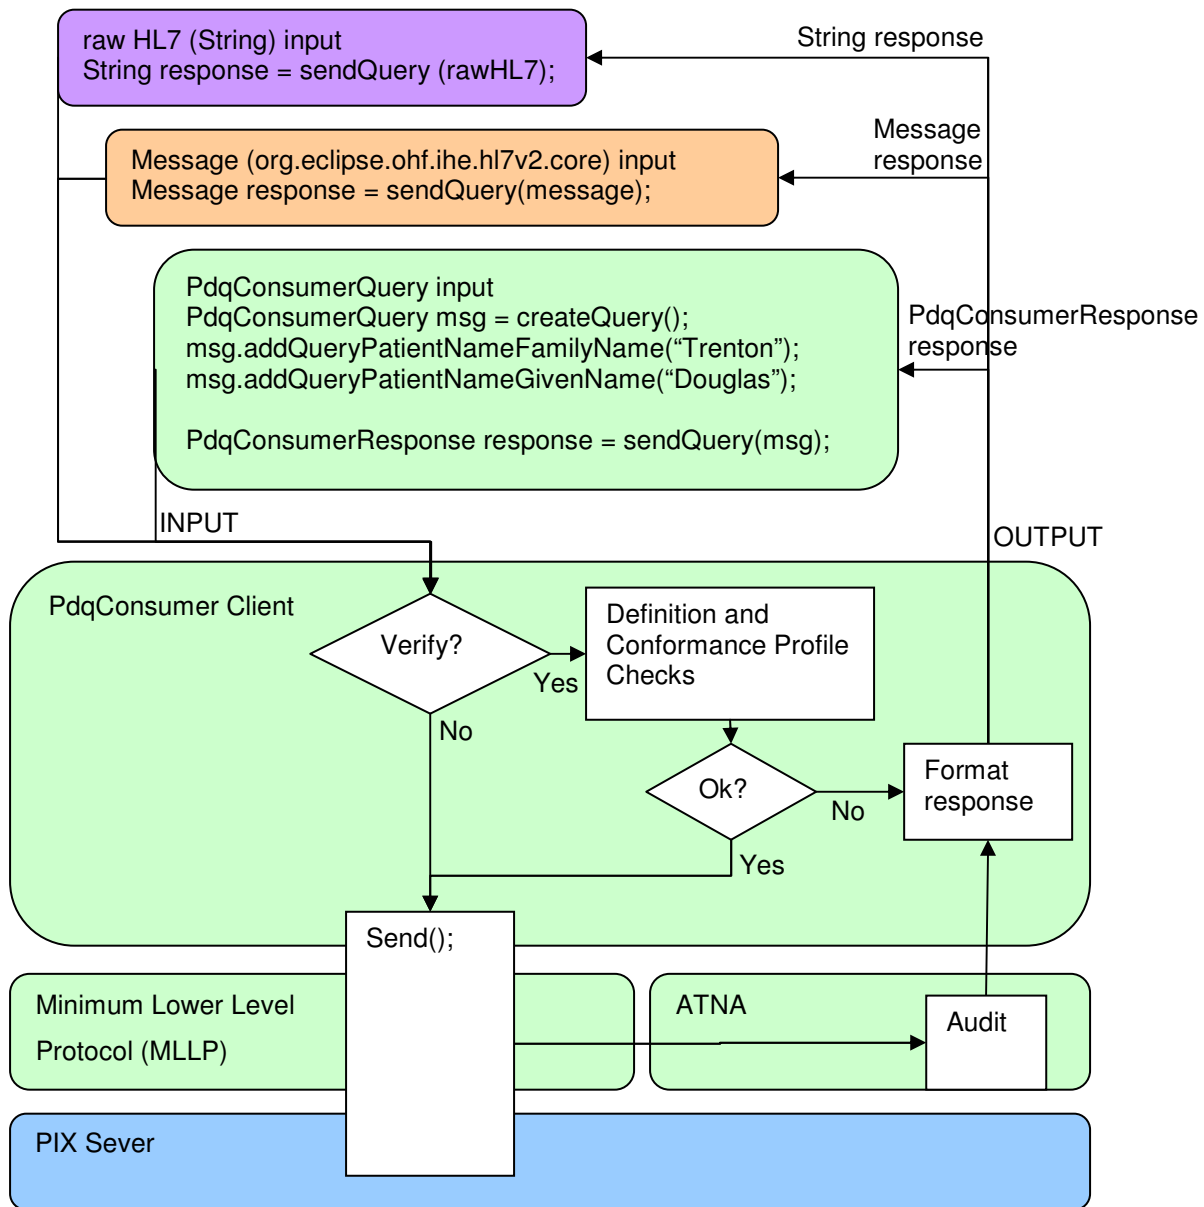 raw HL7 (String) input
String response = sendQuery (rawHL7);
String response
Message (org.eclipse.ohf.ihe.hl7v2.core) input
Message response = sendQuery(message);
Message
response
PdqConsumerQuery input
PdqConsumerQuery msg = createQuery();
msg.addQueryPatientNameFamilyName(“Trenton”);
msg.addQueryPatientNameGivenName(“Douglas”);
PdqConsumerResponse response = sendQuery(msg);
PdqConsumerResponse
response
INPUT
OUTPUT
PdqConsumer Client
Verify?
Yes
No
Definition and
Conformance Profile
Checks
Ok?
No
Yes
Format
response
Send();
Minimum Lower Level
Protocol (MLLP)
ATNA
Audit
PIX Sever